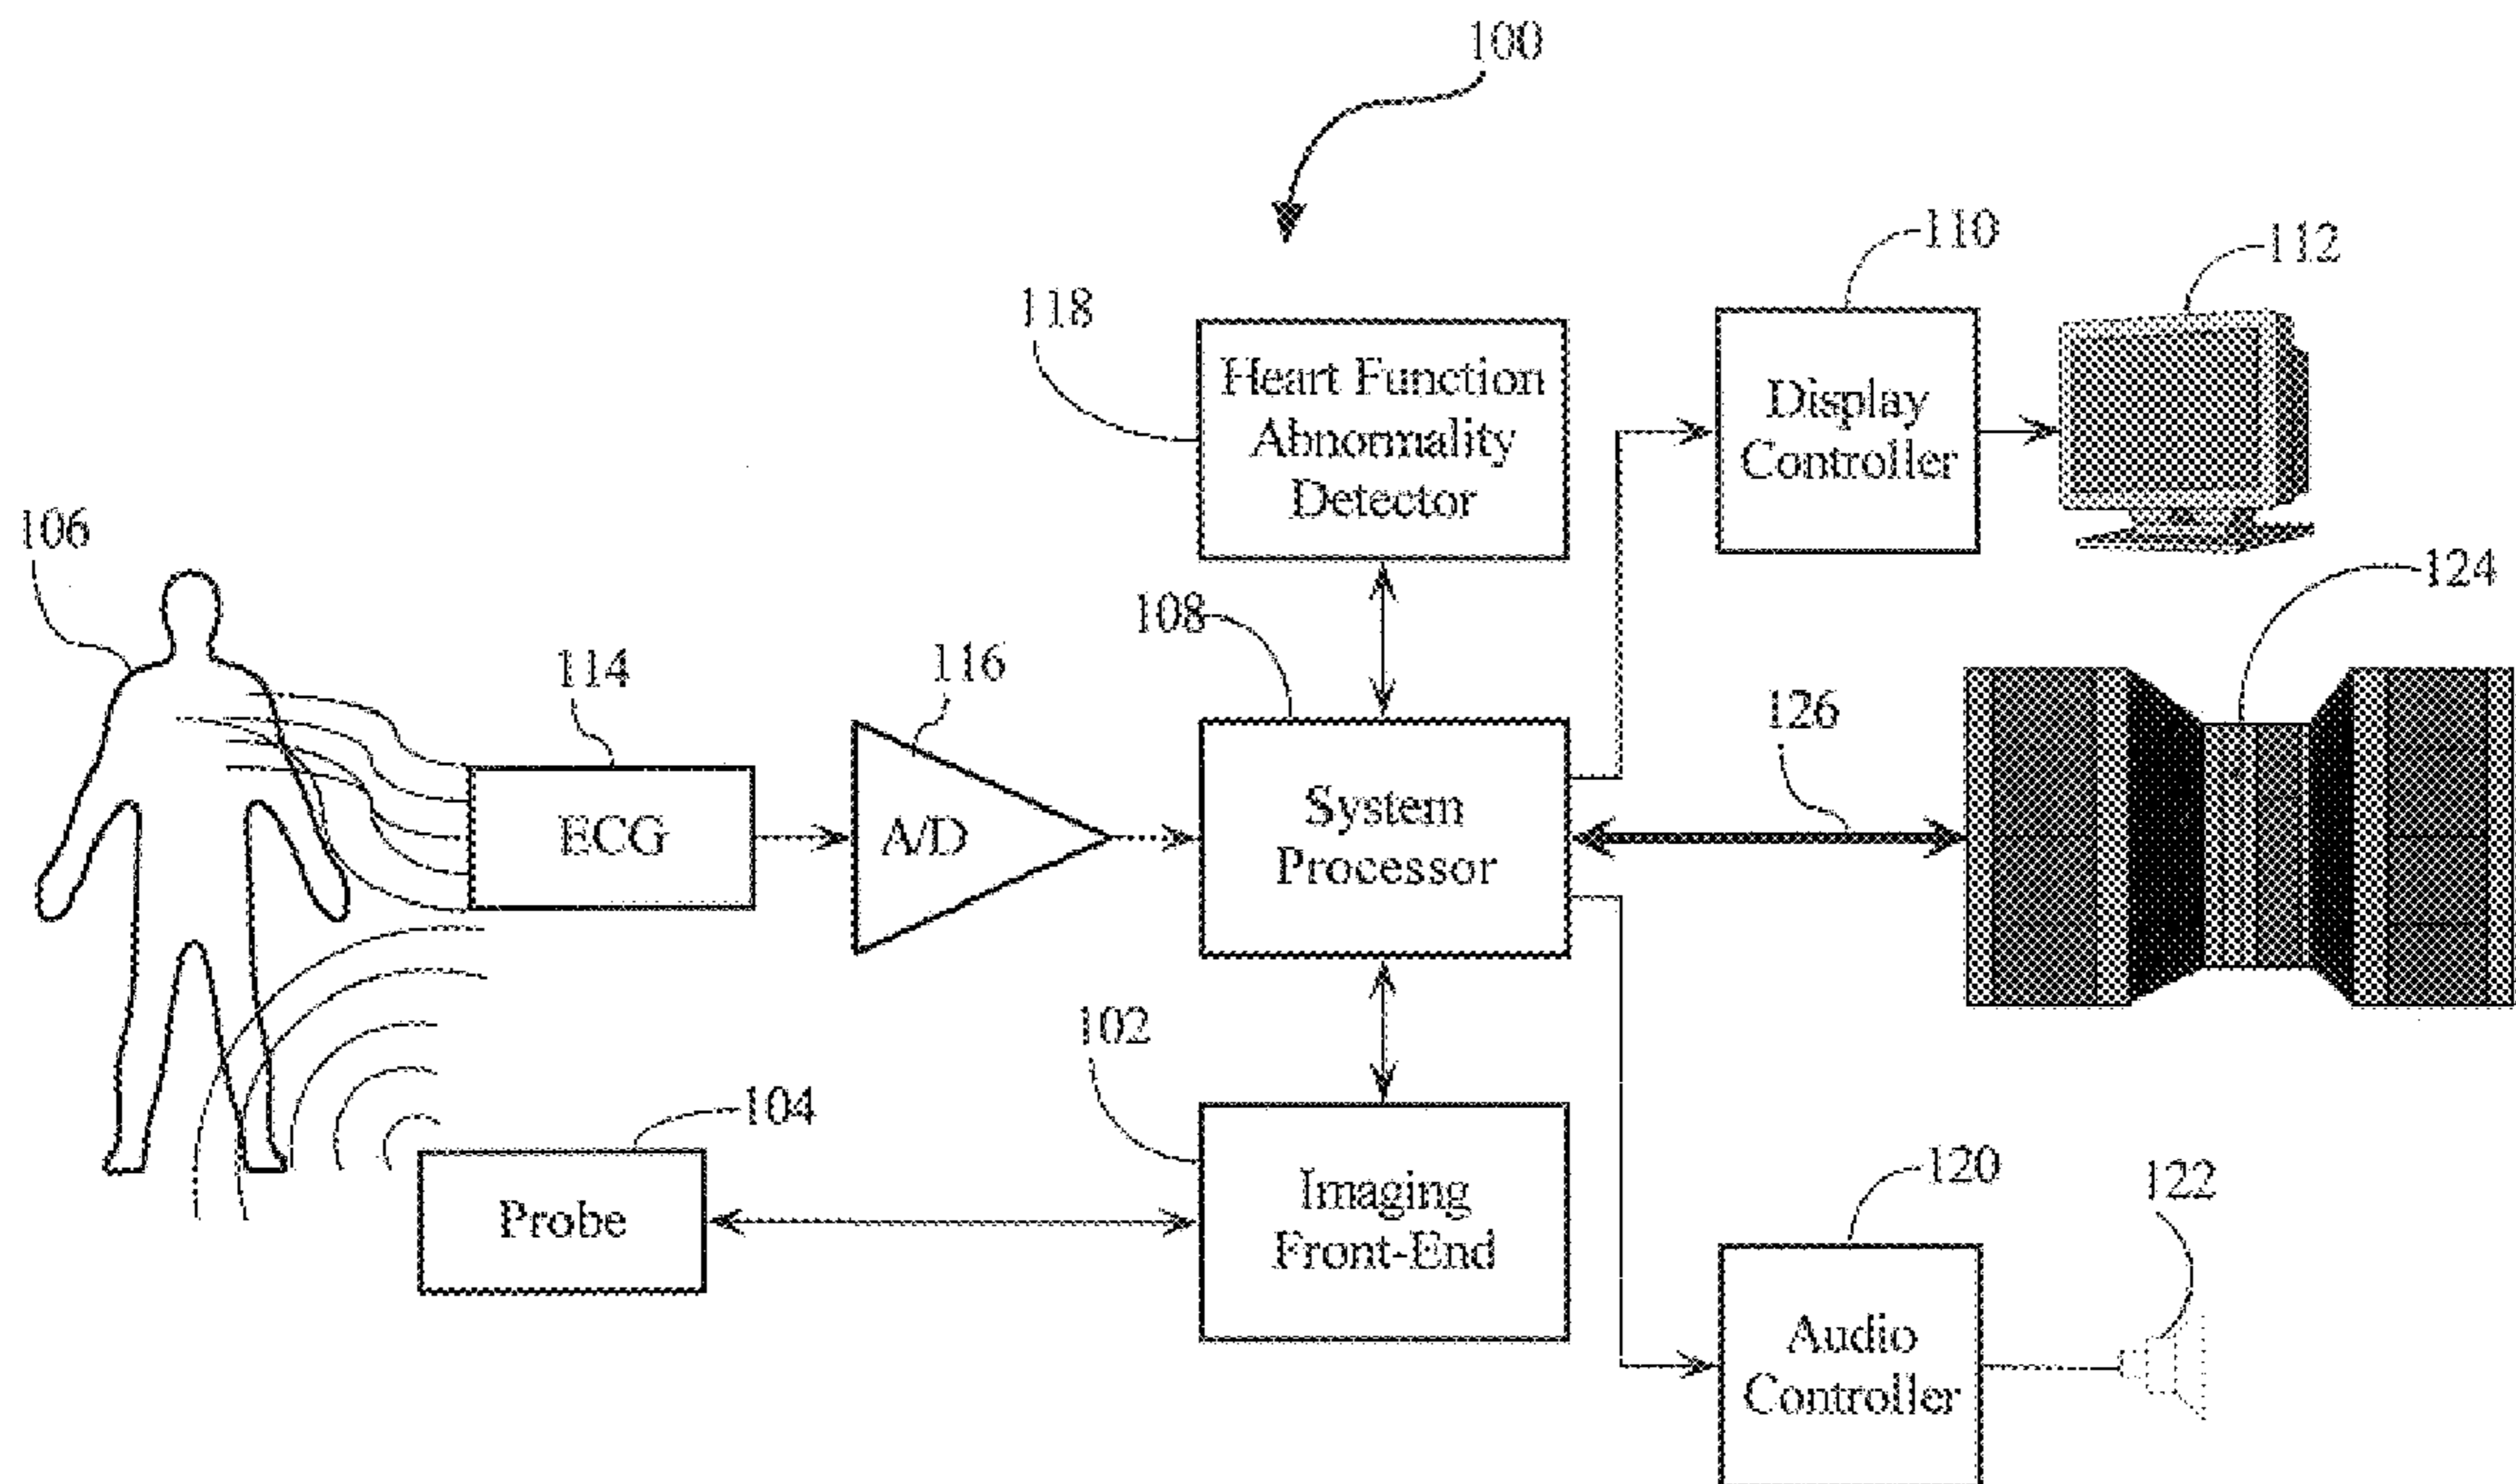 100
110
112
118
Heart Function
Abnormality
Detector
Display
Controller
106
124
108
114
116
126
ECG
A/D
System
Processor
102
104
Probe
Imaging
Front-End
120
122
Audio
Controller